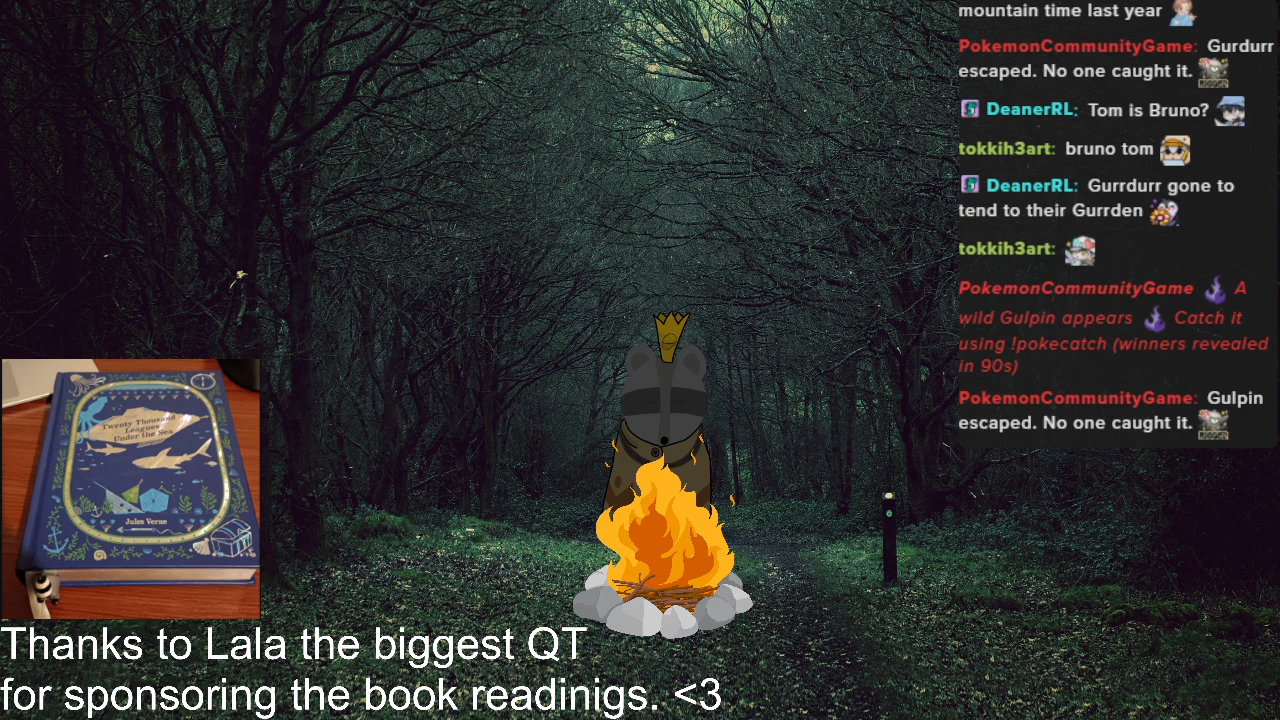 mountain time last year
PokemonCommunityGame: Gurdurr
escaped. No one caught it.
DeanerRL: Tom is Bruno?
tokkih3art: bruno tom
DeanerRL: Gurrdurr gone to
tend to their Gurrden
tokkih3art:
PokemonCommunityGame A
wild Gulpin appears Catch it
using !pokecatch (winners revealed
in 90s)
PokemonCommunityGame: Gulpin
escaped. No one caught it.
Twenty Thousand
Leagues
Under the Sea
Jules Verne
Thanks to Lala the biggest QT
for sponsoring the book readinigs. <3